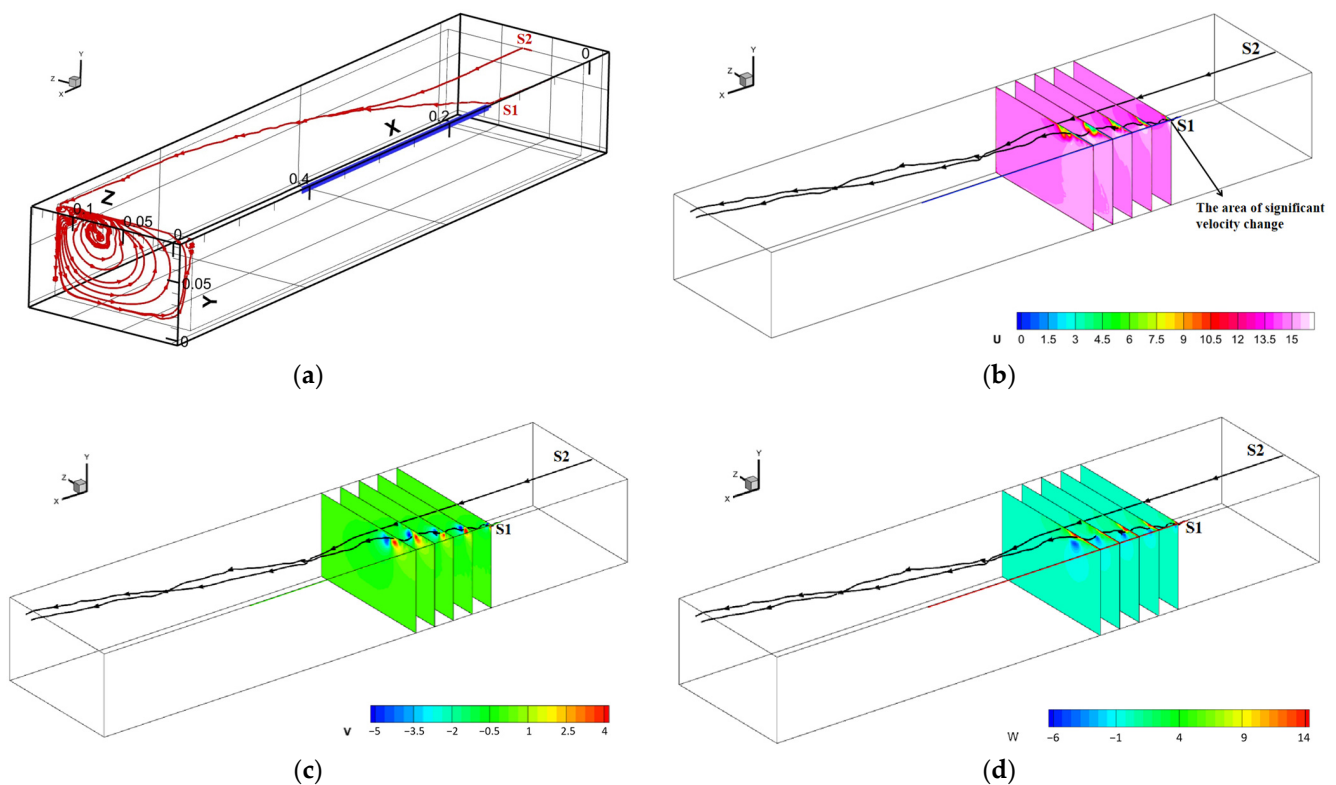 S2
0
Y
Z
X
S1
0.2
X
0.4
Z
0.1
0.05
0
0.05
Y
0
(a)
Y
Z
X
S2
S1
The area of significant
velocity change
U 0 1.5 3 4.5 6 7.5 9 10.5 12 13.5 15
(b)
Y
Z
X
S2
S1
V −5 −3.5 −2 −0.5 1 2.5 4
(c)
Y
Z
X
S2
S1
W −6 −1 4 9 14
(d)